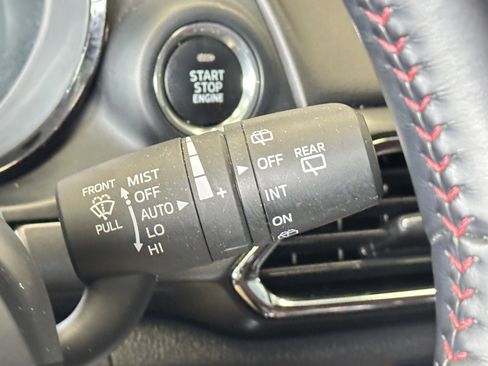 START
STOP
ENGINE
FRONT
PULL
MIST
OFF
AUTO
LO
HI
+
OFF
INT
ON
REAR